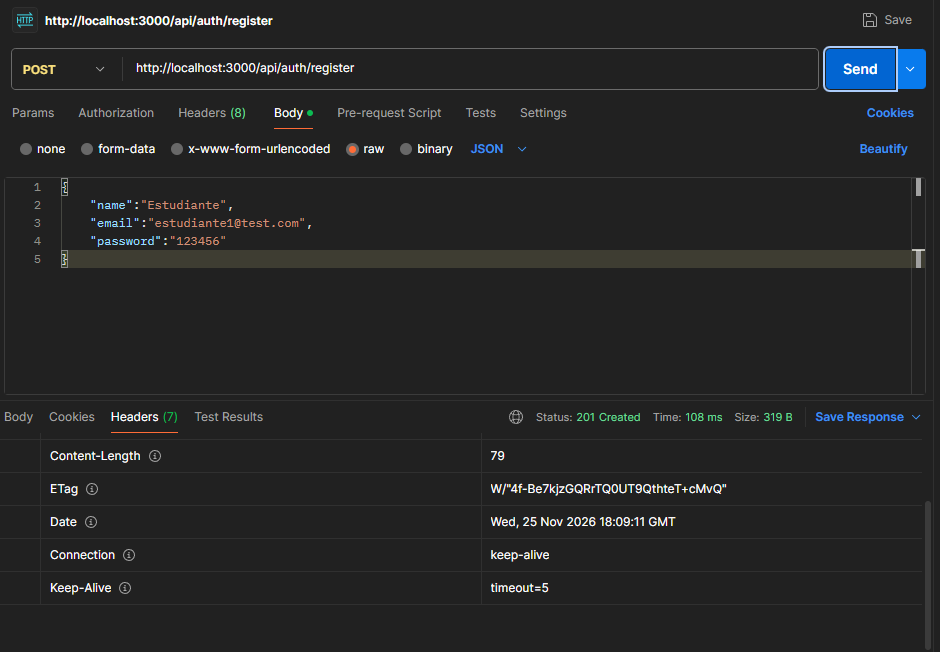 HTTP http://localhost:3000/api/auth/register Save
POST http://localhost:3000/api/auth/register Send
Params Authorization Headers (8) Body Pre-request Script Tests Settings Cookies
none form-data x-www-form-urlencoded raw binary JSON Beautify
1 {
2 "name":"Estudiante",
3 "email":"estudiante1@test.com",
4 "password":"123456"
5 }
Body Cookies Headers (7) Test Results Status: 201 Created Time: 108 ms Size: 319 B Save Response
Content-Length 79
ETag W/"4f-Be7kjzGQRrTQ0UT9QthteT+cMvQ"
Date Wed, 25 Nov 2026 18:09:11 GMT
Connection keep-alive
Keep-Alive timeout=5